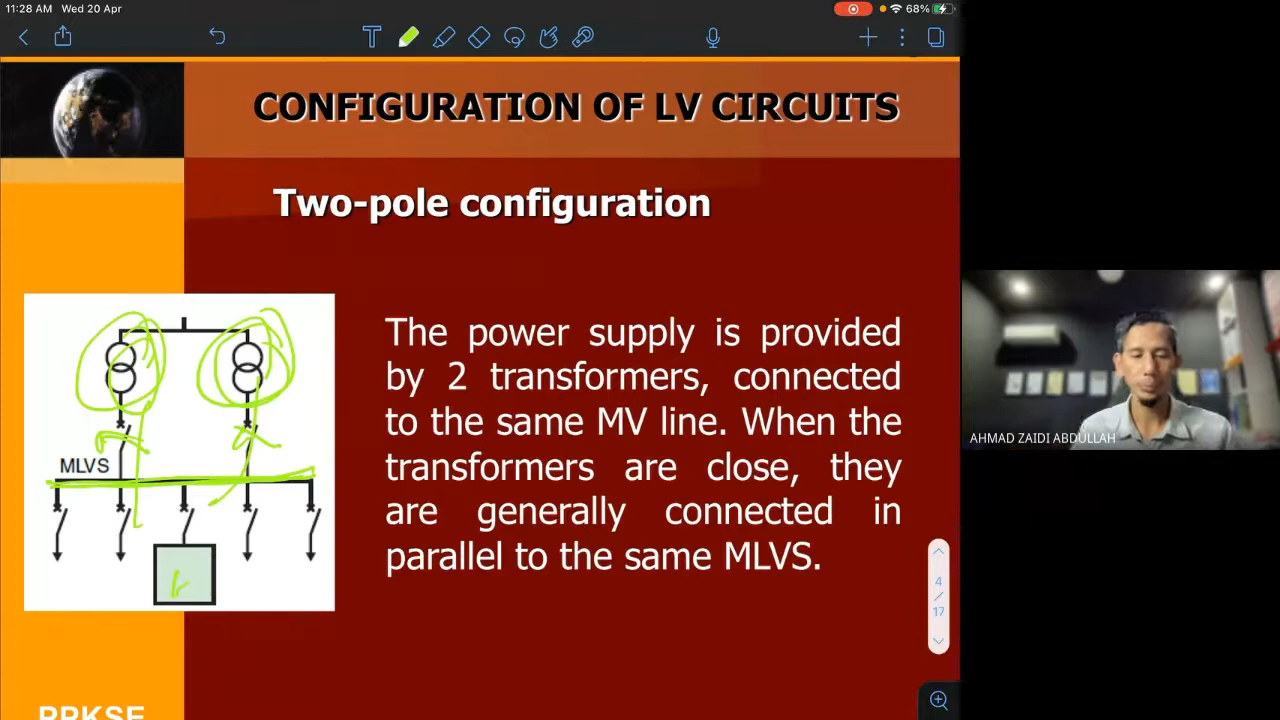 11:28 AM Wed 20 Apr
68%
T
CONFIGURATION OF LV CIRCUITS
Two-pole configuration
The power supply is provided
by 2 transformers, connected
to the same MV line. When the
transformers are close, they
are generally connected in
parallel to the same MLVS.
MLVS
AHMAD ZAIDI ABDULLAH
4
/
17